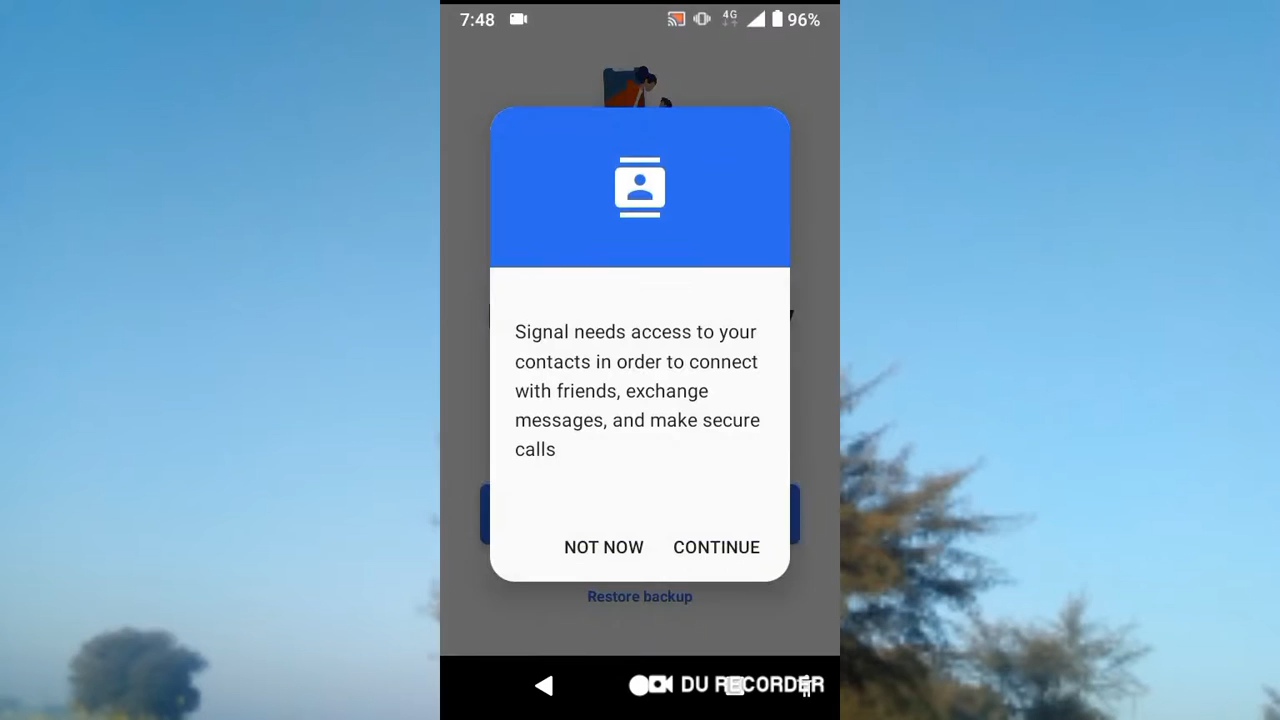 7:48
4G
96%
Signal needs access to your
contacts in order to connect
with friends, exchange
messages, and make secure
calls
NOT NOW
CONTINUE
Restore backup
DU RECORDER